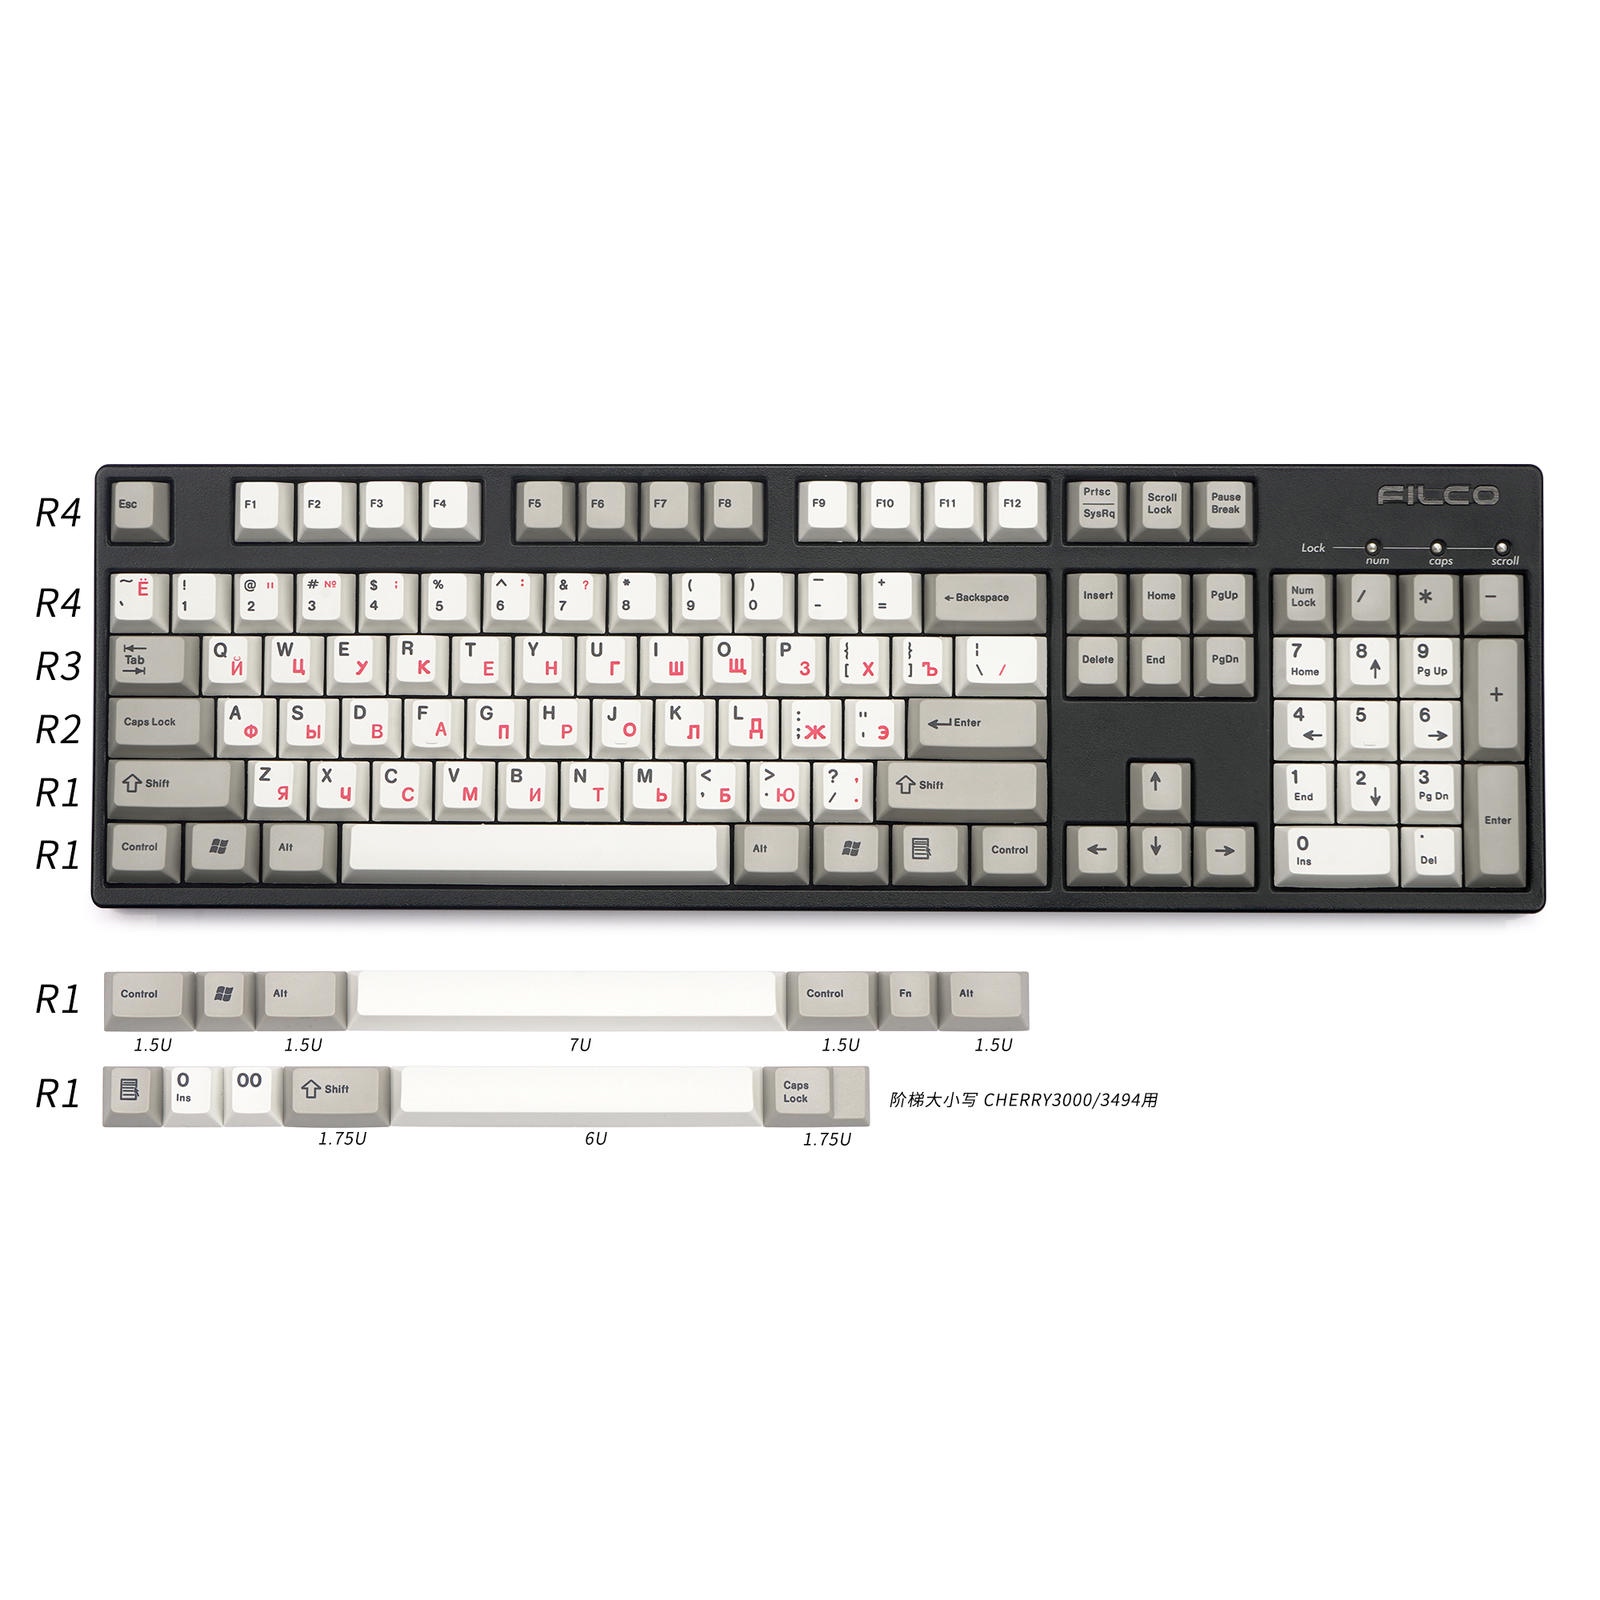 FILCO
Lock num caps scroll
R4 Esc F1 F2 F3 F4 F5 F6 F7 F8 F9 F10 F11 F12 Prtsc SysRq Scroll Lock Pause Break
R4 ~ ` Ё ! 1 @ " 2 # № 3 $ ; 4 % 5 ^ : 6 & ? 7 * 8 ( 9 ) 0 — - + = ←Backspace Insert Home PgUp Num Lock / * −
R3 Tab Q Й W Ц E У R К T Е Y Н U Г I Ш O Щ P З { [ Х } ] Ъ ¦ \ / Delete End PgDn 7 Home 8 ↑ 9 Pg Up +
R2 Caps Lock A Ф S Ы D В F А G П H Р J О K Л L Д : ; Ж " ' Э Enter 4 ← 5 6 →
R1 Shift Z Я X Ч C С V М B И N Т M Ь < , Б > . Ю ? / , . Shift ↑ 1 End 2 ↓ 3 Pg Dn Enter
R1 Control Alt Alt Control ← ↓ → 0 Ins . Del
R1 Control Alt Control Fn Alt
1.5U 1.5U 7U 1.5U 1.5U
R1 0 Ins 00 Shift Caps Lock 阶梯大小写 CHERRY3000/3494用
1.75U 6U 1.75U